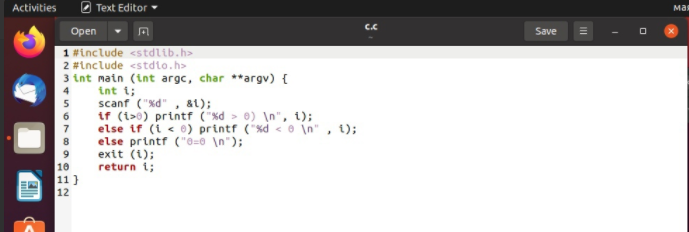 Activities Text Editor мая
Open c.c Save
1 #include <stdlib.h>
2 #include <stdio.h>
3 int main (int argc, char **argv) {
4 int i;
5 scanf ("%d" , &i);
6 if (i>0) printf ("%d > 0) \n", i);
7 else if (i < 0) printf ("%d < 0 \n" , i);
8 else printf ("0=0 \n");
9 exit (i);
10 return i;
11 }
12